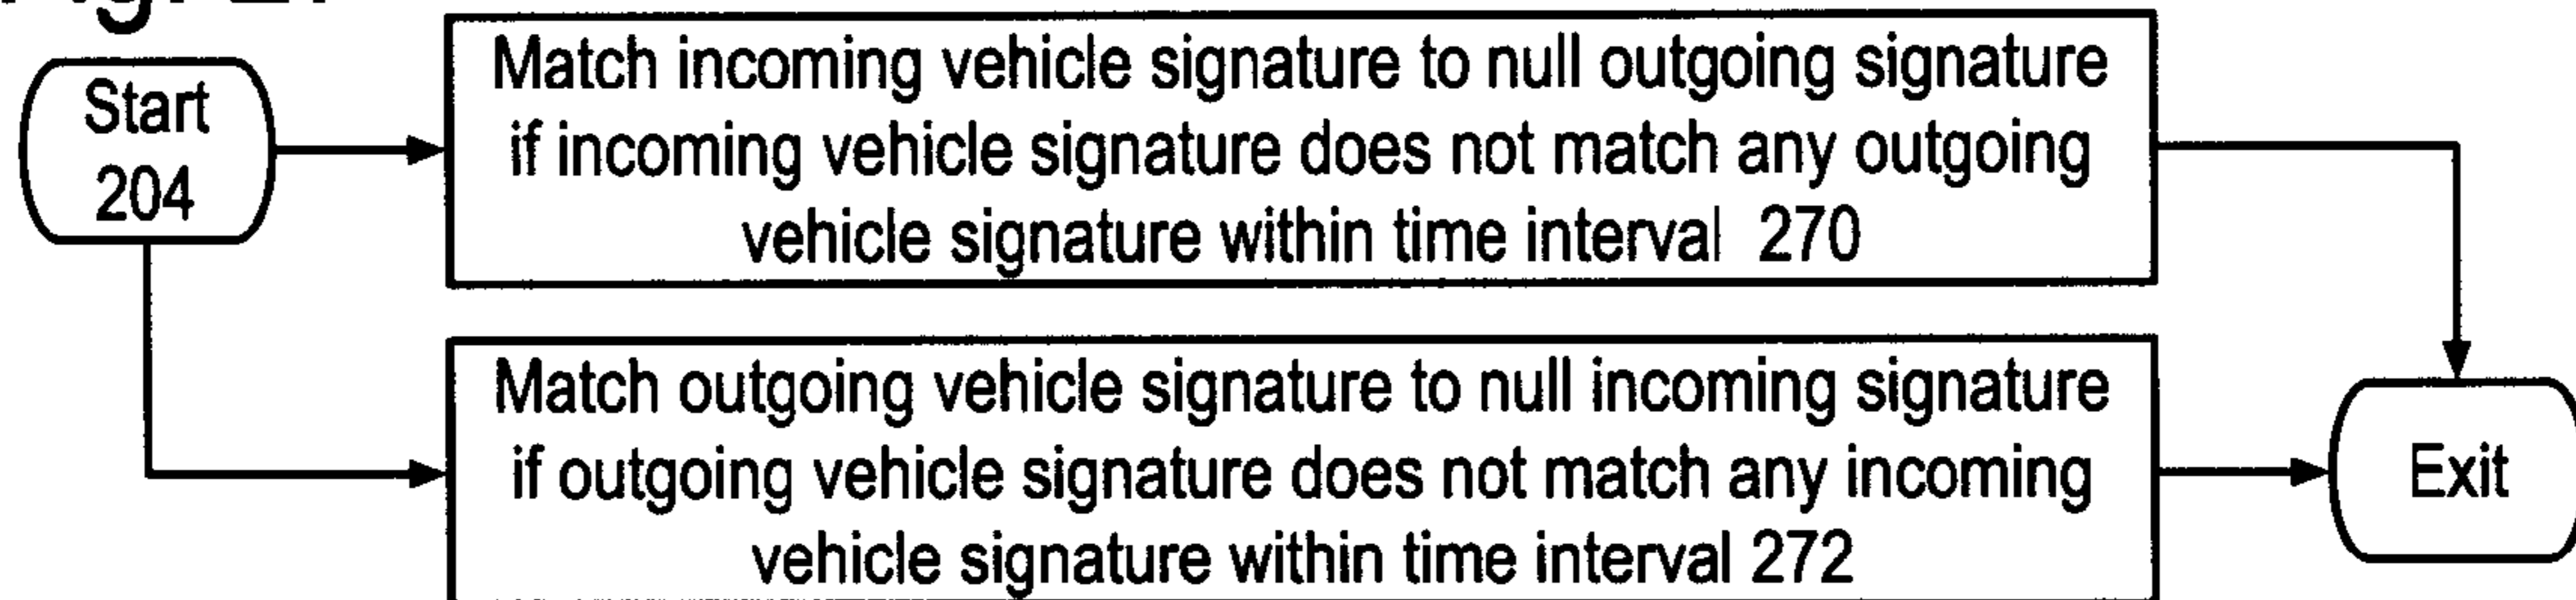 Start
204
Match incoming vehicle signature to null outgoing signature
if incoming vehicle signature does not match any outgoing
vehicle signature within time interval 270
Match outgoing vehicle signature to null incoming signature
if outgoing vehicle signature does not match any incoming
vehicle signature within time interval 272
Exit